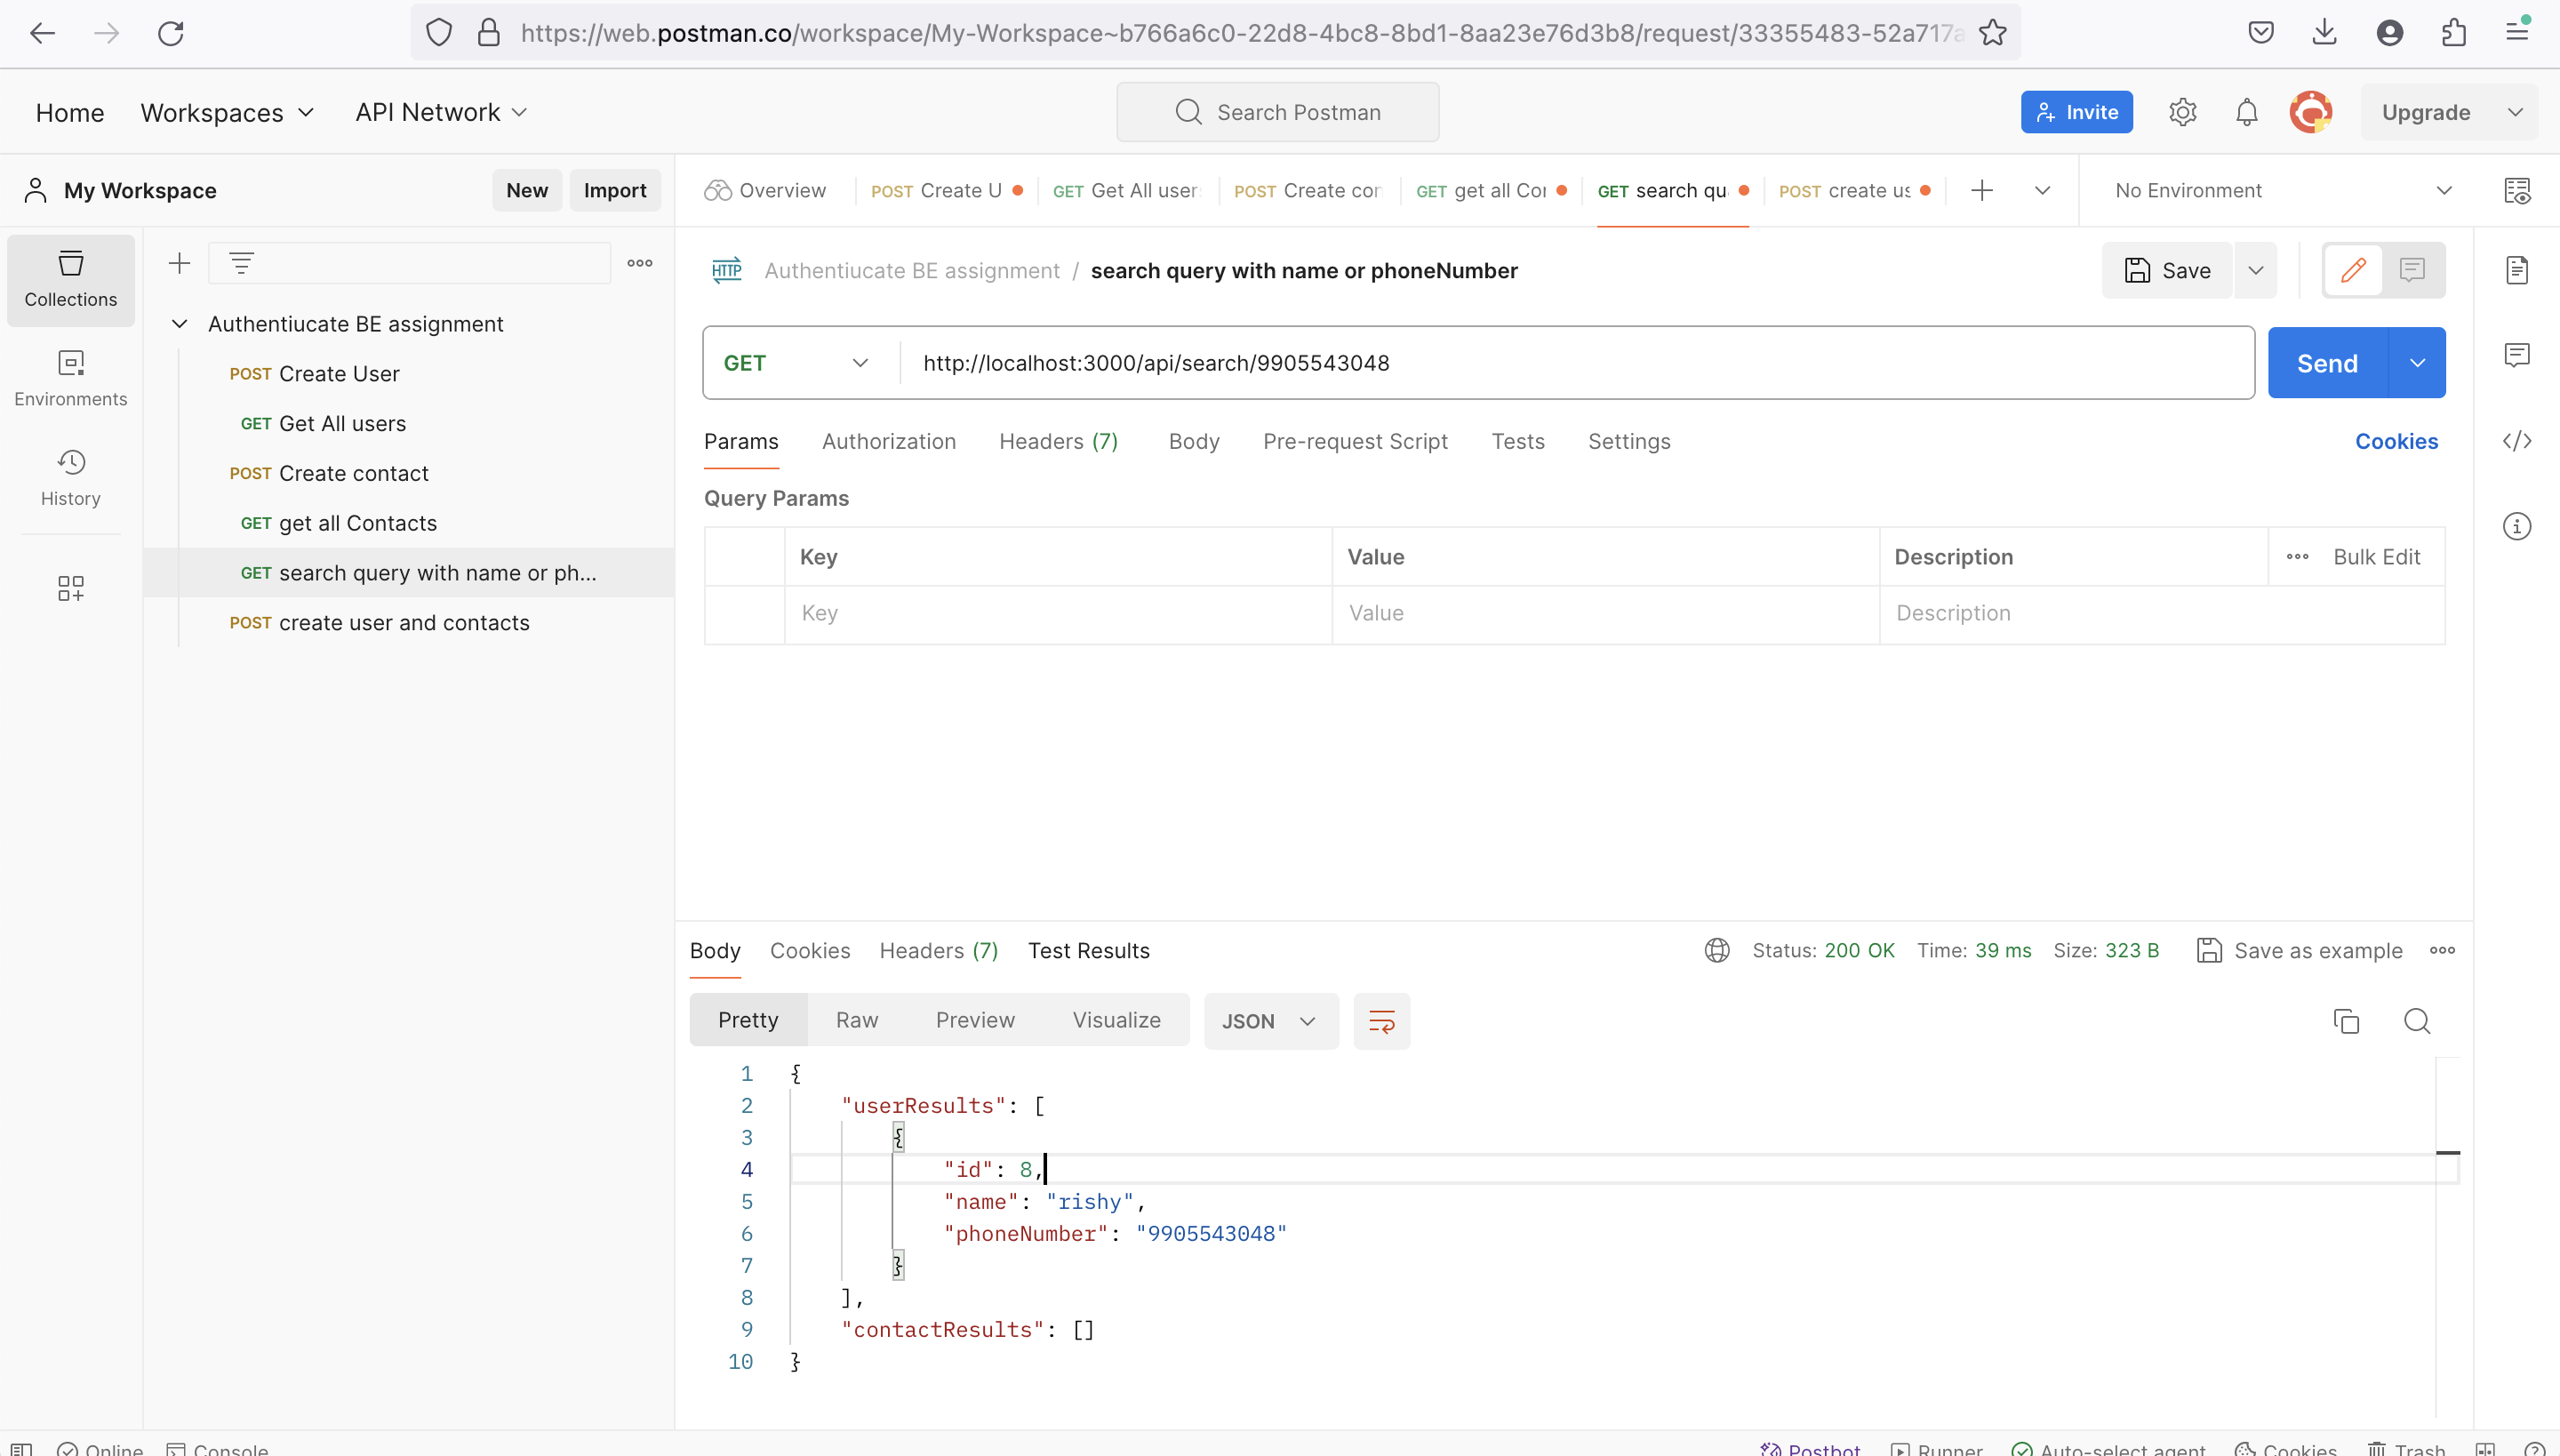 https://web.postman.co/workspace/My-Workspace~b766a6c0-22d8-4bc8-8bd1-8aa23e76d3b8/request/33355483-52a717a
Home Workspaces API Network Search Postman Invite Upgrade
My Workspace New Import
Overview POST Create U GET Get All user POST Create con GET get all Cor GET search qu POST create us No Environment
Collections
Environments
History
Authentiucate BE assignment
POST Create User
GET Get All users
POST Create contact
GET get all Contacts
GET search query with name or ph...
POST create user and contacts
HTTP Authentiucate BE assignment / search query with name or phoneNumber Save
GET http://localhost:3000/api/search/9905543048 Send
Params Authorization Headers (7) Body Pre-request Script Tests Settings Cookies
Query Params
Key Value Description Bulk Edit
Key Value Description
Body Cookies Headers (7) Test Results Status: 200 OK Time: 39 ms Size: 323 B Save as example
Pretty Raw Preview Visualize JSON
1 {
2 "userResults": [
3 {
4 "id": 8,
5 "name": "rishy",
6 "phoneNumber": "9905543048"
7 }
8 ],
9 "contactResults": []
10 }
Online Console Postbot Runner Auto-select agent Cookies Trash